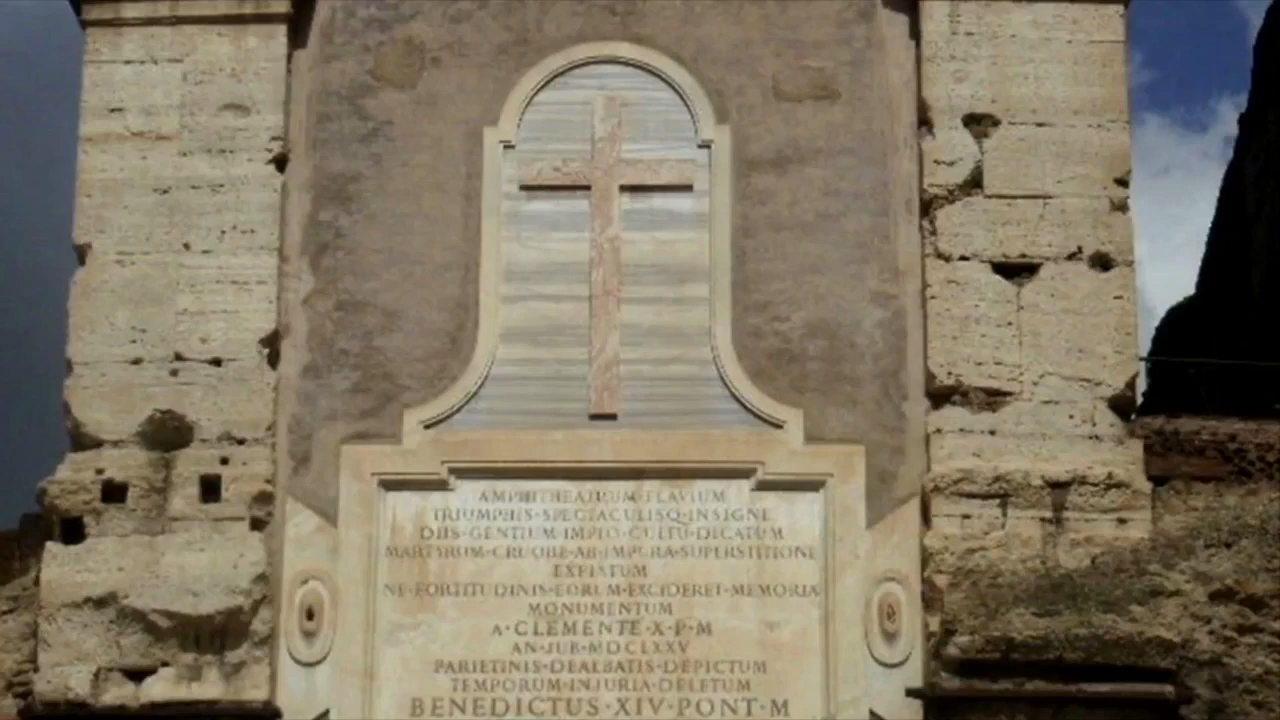 AMPHITHEATRUM·FLAVIUM
TRIUMPHIS·SPECTACULISQ·INSIGNE
DIIS·GENTIUM·IMPIO·CULTU·DICATUM
MARTYRUM·CRUORE·AB·IMPURA·SUPERSTITIONE
EXPIATUM
NE·FORTITUDINIS·EORUM·EXCIDERET·MEMORIA
MONUMENTUM
A·CLEMENTE·X·P·M
AN·JUB·MDCLXXV
PARIETINIS·DEALBATIS·DEPICTUM
TEMPORUM·INJURIA·DELETUM
BENEDICTUS·XIV·PONT·M